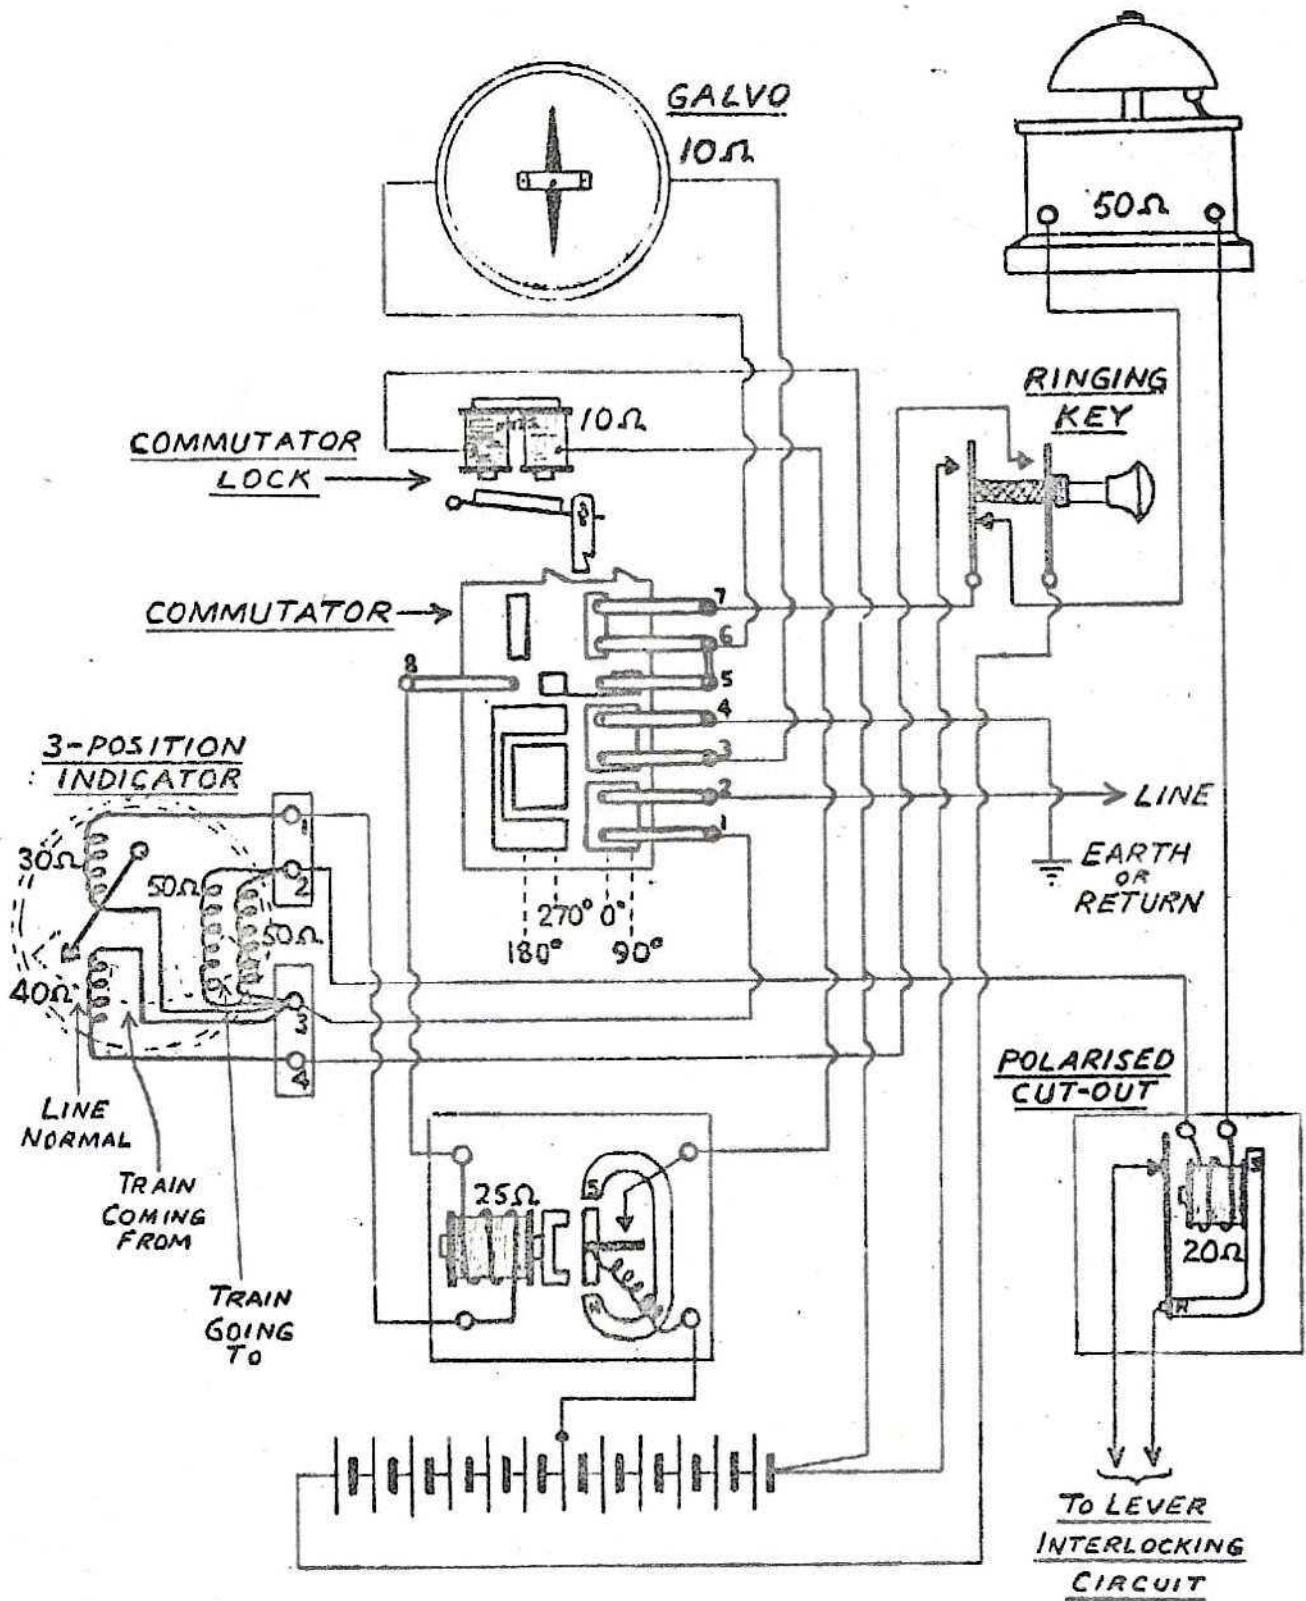 GALVO
10Ω
50Ω
RINGING
KEY
10Ω
COMMUTATOR
LOCK
COMMUTATOR
7
6
8
5
4
3
2
1
LINE
EARTH
OR
RETURN
270° 0°
180° 90°
3-POSITION
INDICATOR
30Ω
50Ω
50Ω
40Ω
1
2
3
4
LINE
NORMAL
TRAIN
COMING
FROM
TRAIN
GOING
TO
25Ω
S
N
POLARISED
CUT-OUT
20Ω
N
TO LEVER
INTERLOCKING
CIRCUIT